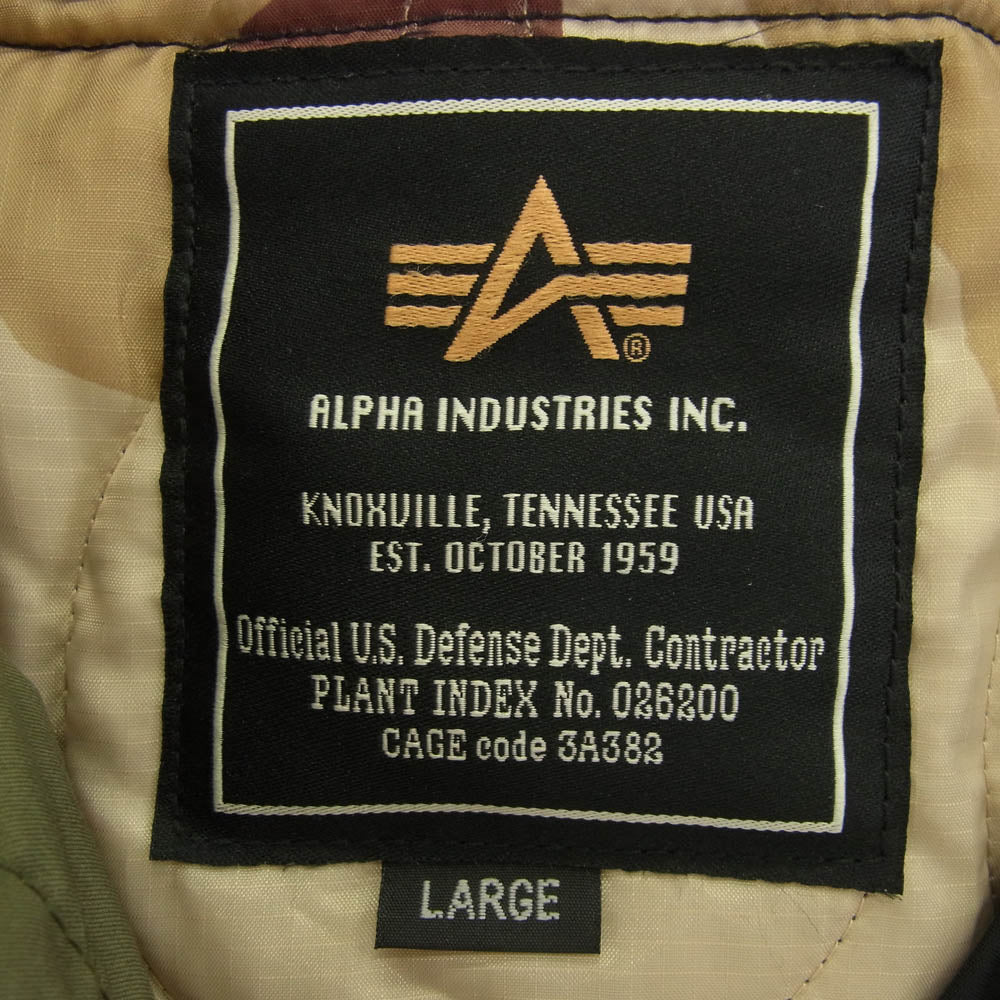 ®
ALPHA INDUSTRIES INC.
KNOXVILLE, TENNESSEE USA
EST. OCTOBER 1959
Official U.S. Defense Dept. Contractor
PLANT INDEX No. 026200
CAGE code 3A382
LARGE